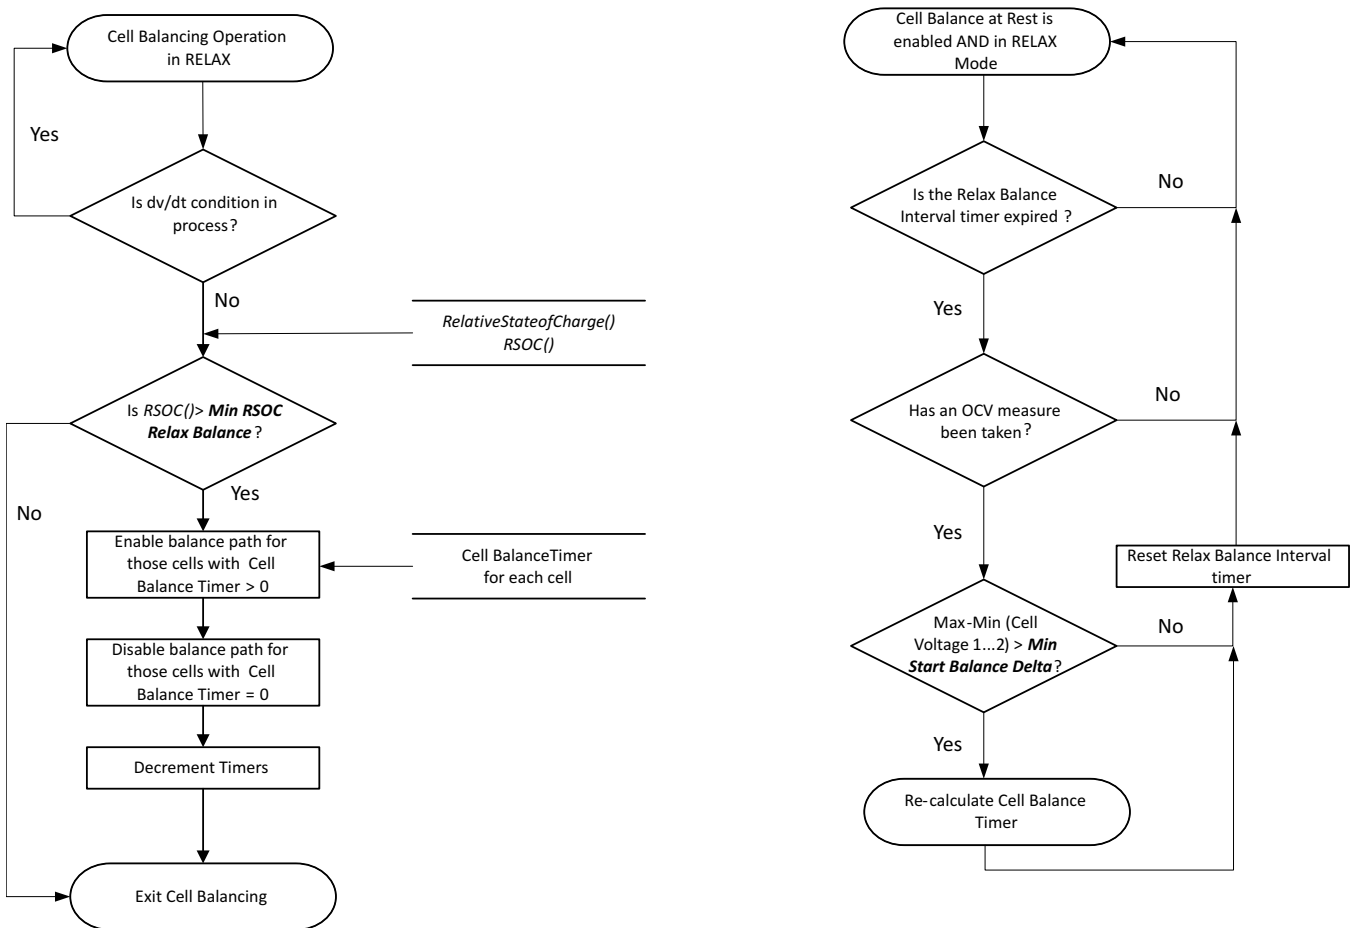 Cell Balancing Operation
in RELAX
Yes
Is dv/dt condition in
process?
No
RelativeStateofCharge()
RSOC()
Is RSOC()> Min RSOC
Relax Balance?
Yes
No
Enable balance path for
those cells with Cell
Balance Timer > 0
Cell BalanceTimer
for each cell
Disable balance path for
those cells with Cell
Balance Timer = 0
Decrement Timers
Exit Cell Balancing
Cell Balance at Rest is
enabled AND in RELAX
Mode
Is the Relax Balance
Interval timer expired ?
No
Yes
Has an OCV measure
been taken?
No
Yes
Reset Relax Balance Interval
timer
Max-Min (Cell
Voltage 1...2) > Min
Start Balance Delta?
No
Yes
Re-calculate Cell Balance
Timer